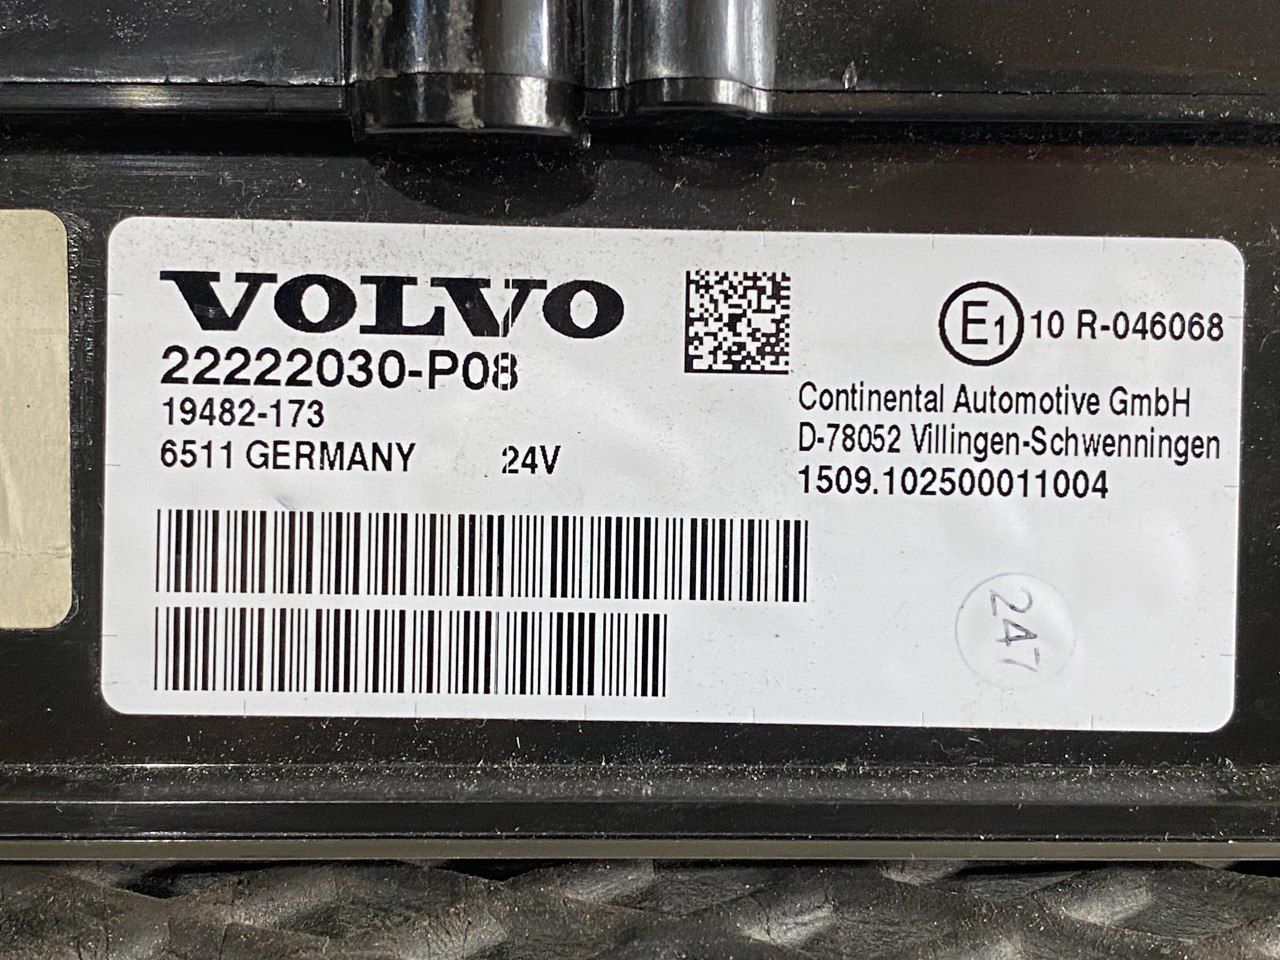 VOLVO
22222030-P08
19482-173
6511 GERMANY 24V
E1 10 R-046068
Continental Automotive GmbH
D-78052 Villingen-Schwenningen
1509.102500011004
247